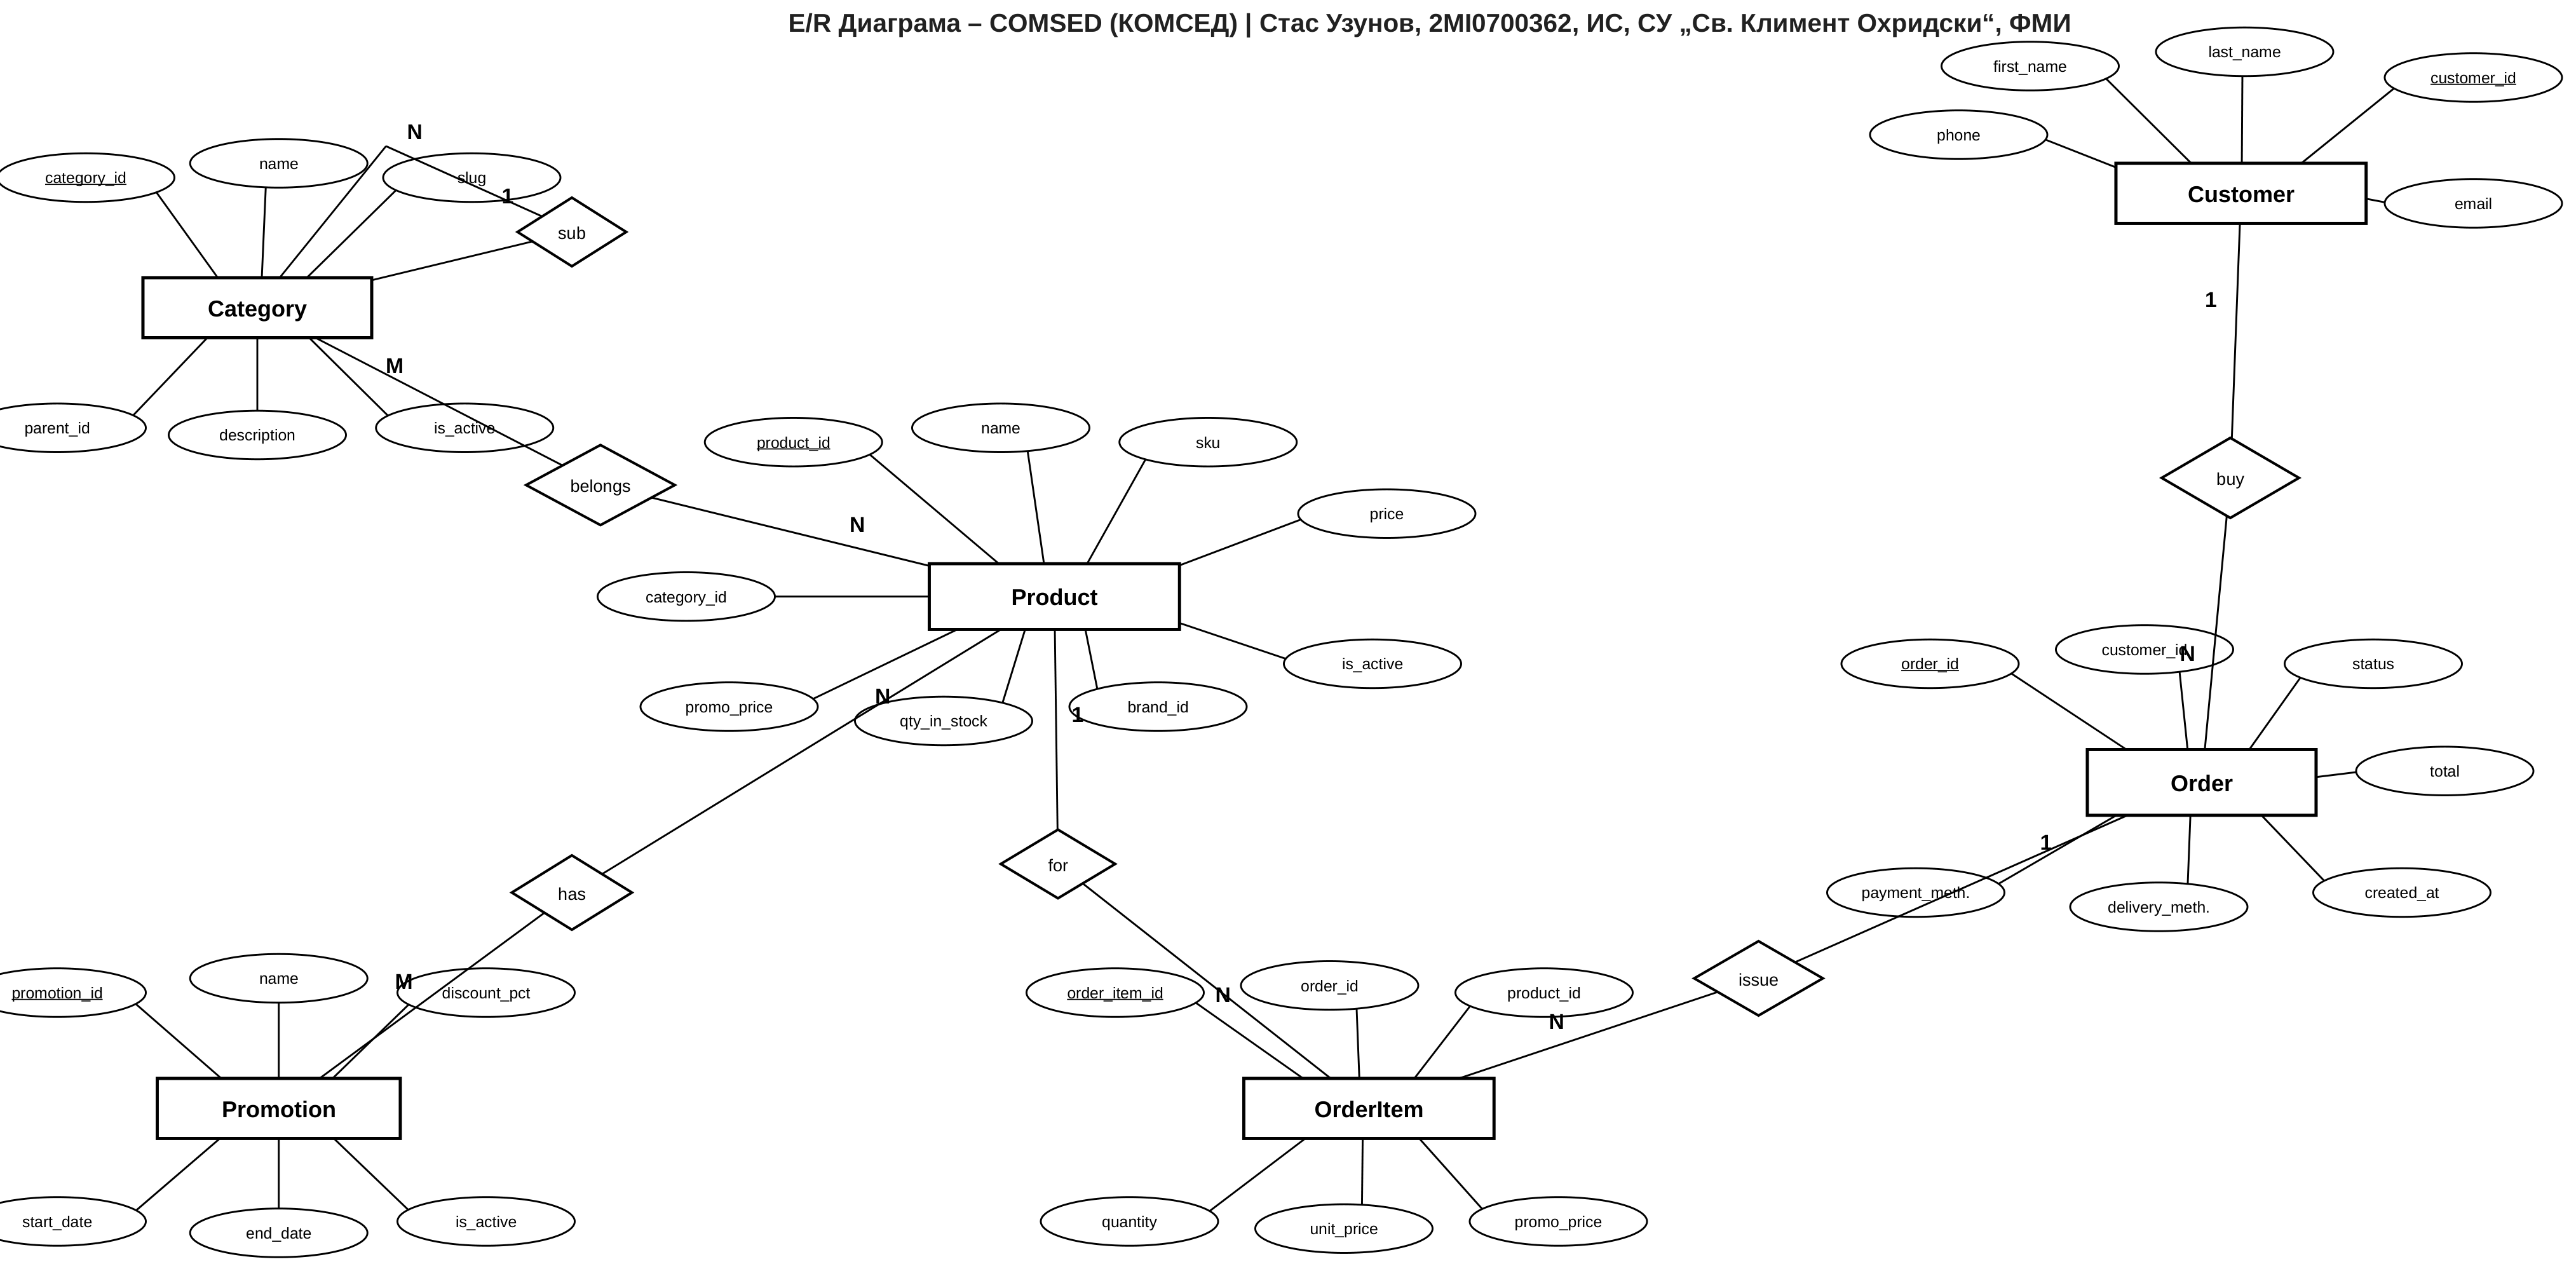 E/R Диаграма – COMSED (КОМСЕД) | Стас Узунов, 2MI0700362, ИС, СУ „Св. Климент Охридски“, ФМИ
first_name
last_name
customer_id
phone
Customer
email
N
category_id
name
slug
1
sub
Category
M
parent_id
description
is_active
belongs
N
product_id
name
sku
price
category_id
Product
is_active
promo_price
N
qty_in_stock
1
brand_id
1
buy
order_id
customer_id
N
status
Order
total
1
payment_meth.
delivery_meth.
created_at
has
for
issue
promotion_id
name
M
discount_pct
Promotion
start_date
end_date
is_active
order_item_id
N
order_id
product_id
N
OrderItem
quantity
unit_price
promo_price